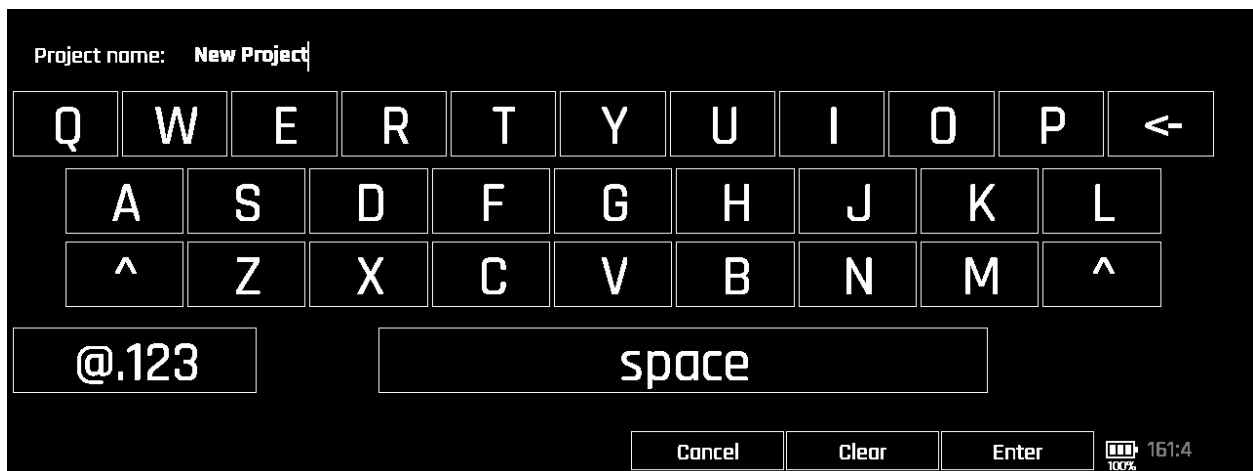 Project name: New Project
Q W E R T Y U I O P <-
A S D F G H J K L
^ Z X C V B N M ^
@.123 space
Cancel Clear Enter 161:4
100%